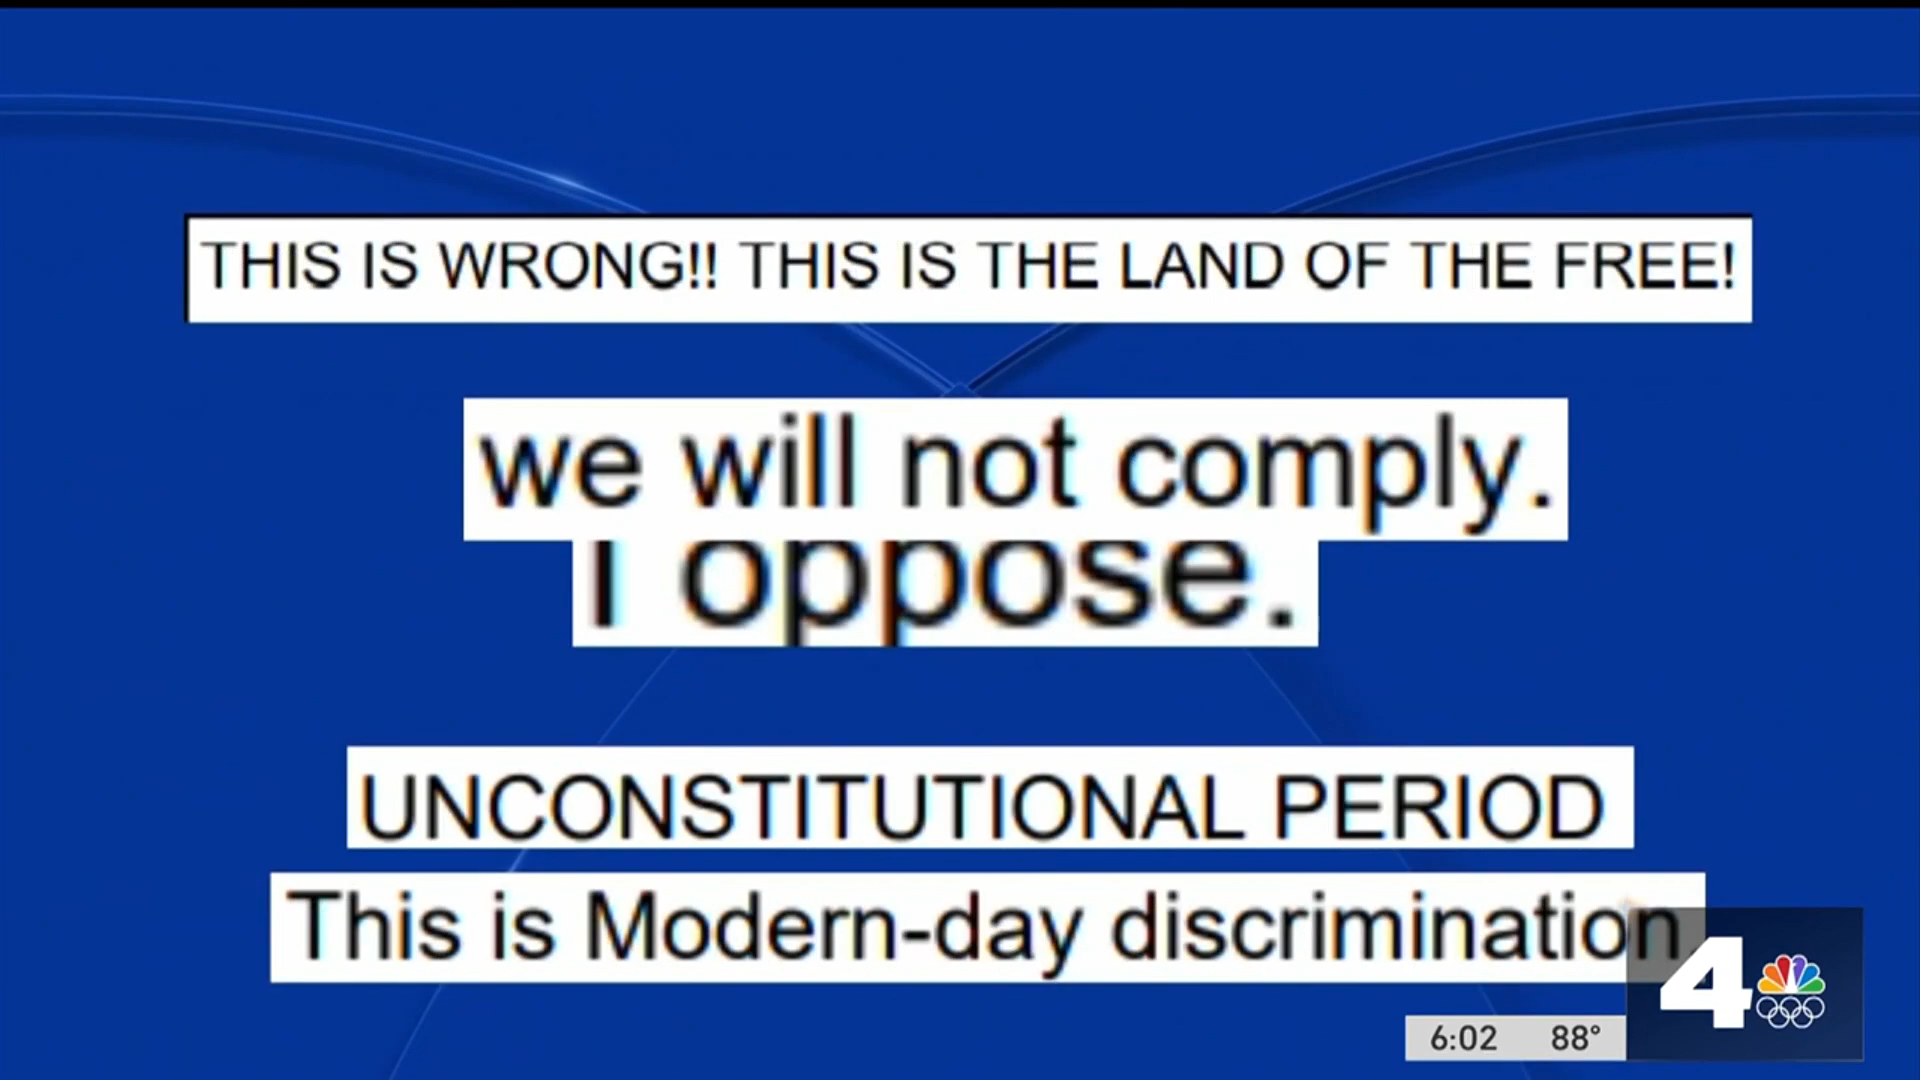 THIS IS WRONG!! THIS IS THE LAND OF THE FREE!
we will not comply.
I oppose.
UNCONSTITUTIONAL PERIOD
This is Modern-day discrimination
4
6:02 88°